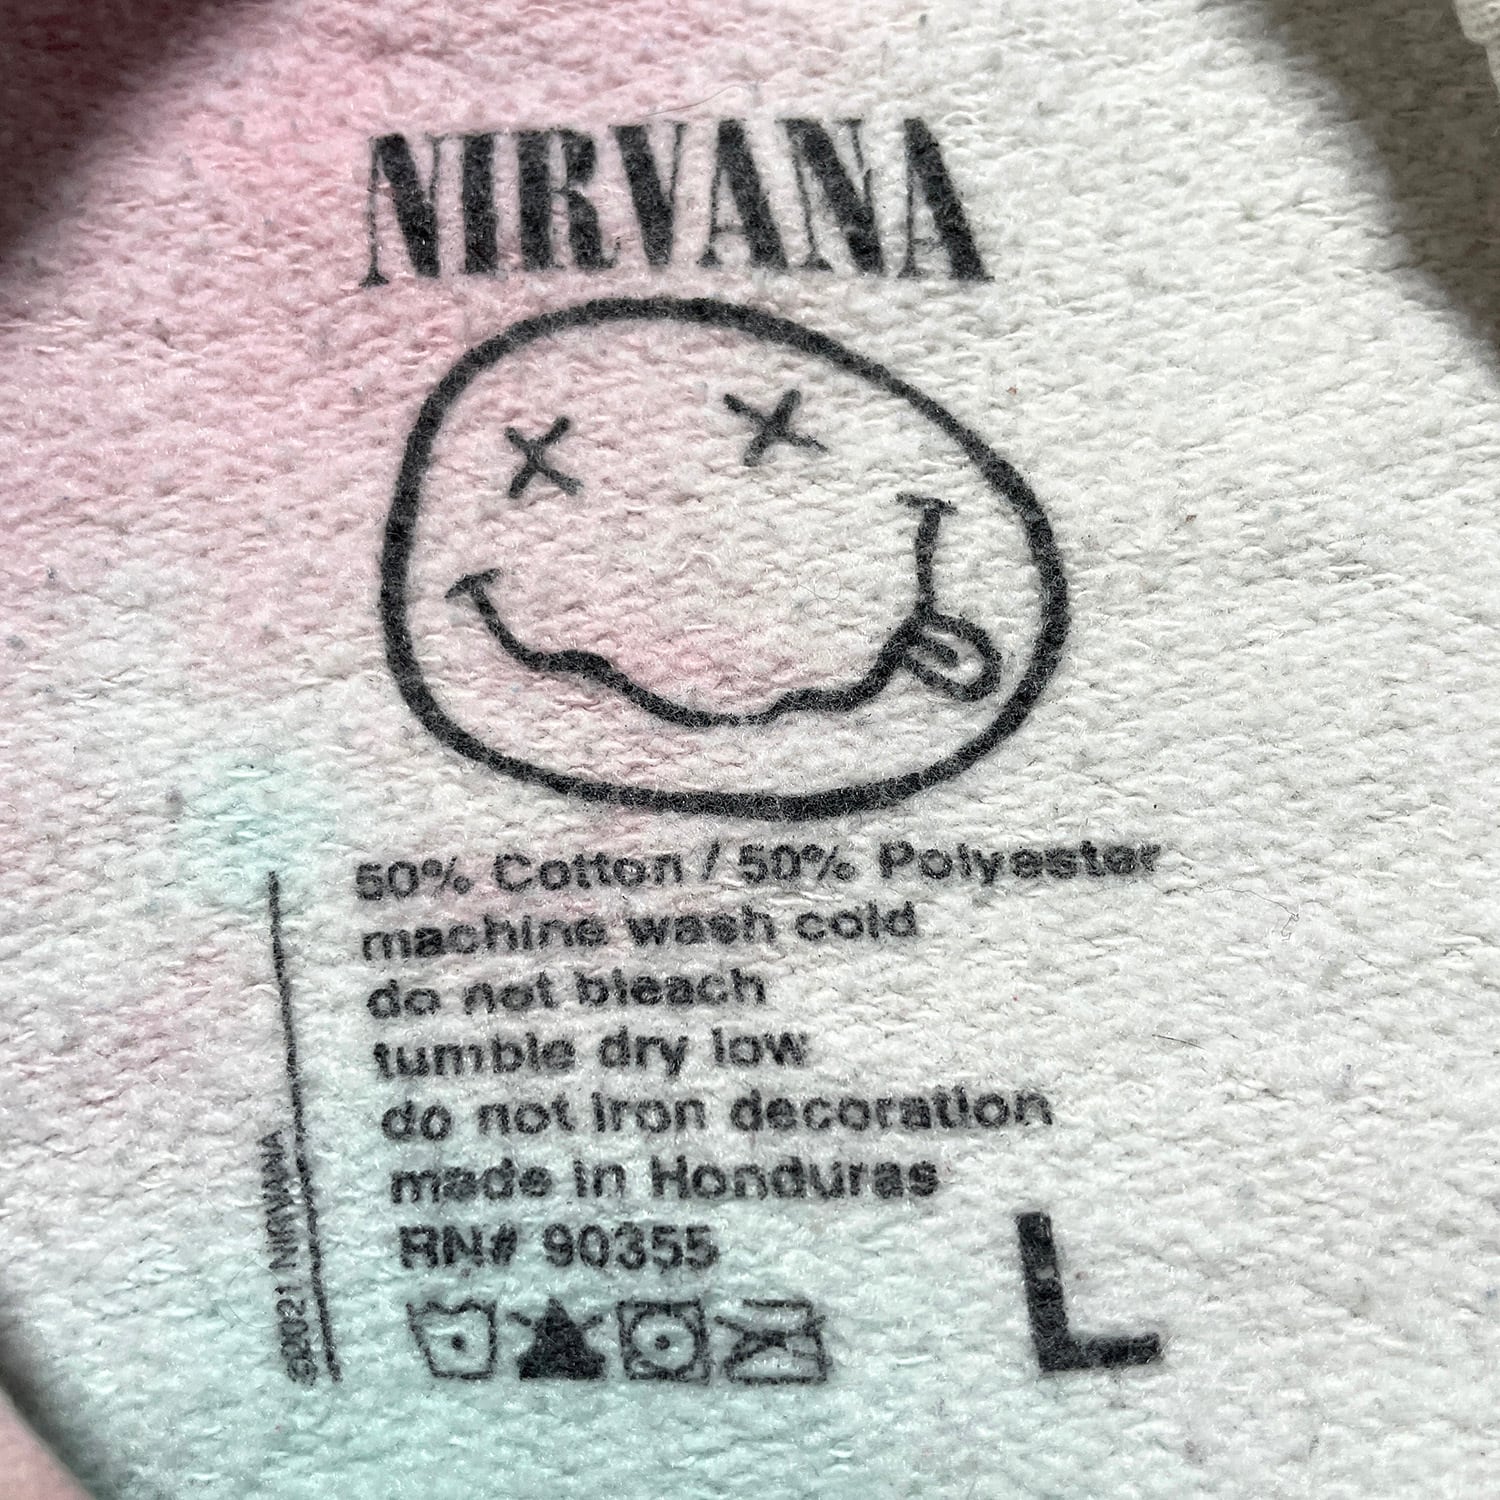 NIRVANA
50% Cotton / 50% Polyester
machine wash cold
do not bleach
tumble dry low
do not iron decoration
made in Honduras
RN# 90355
L
©2021 NIRVANA